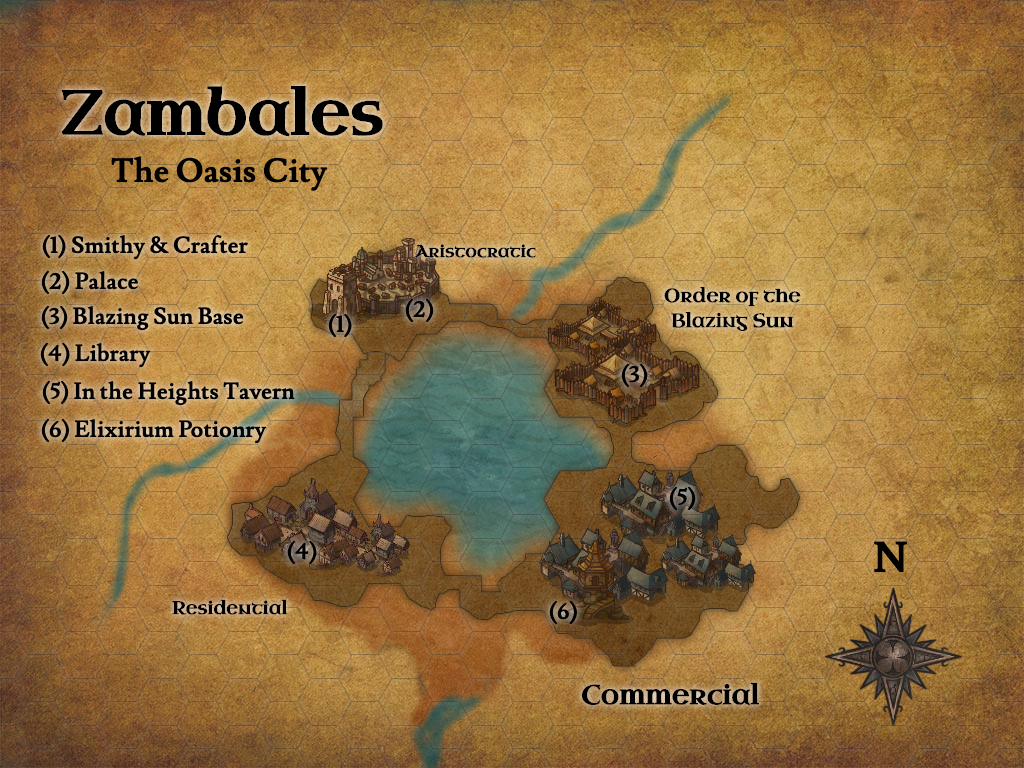 Zambales
The Oasis City
(1) Smithy & Crafter
(2) Palace
(3) Blazing Sun Base
(4) Library
(5) In the Heights Tavern
(6) Elixirium Potionry
Aristocratic
(1)
(2)
Order of the
Blazing Sun
(3)
(5)
(4)
(6)
Residential
Commercial
N